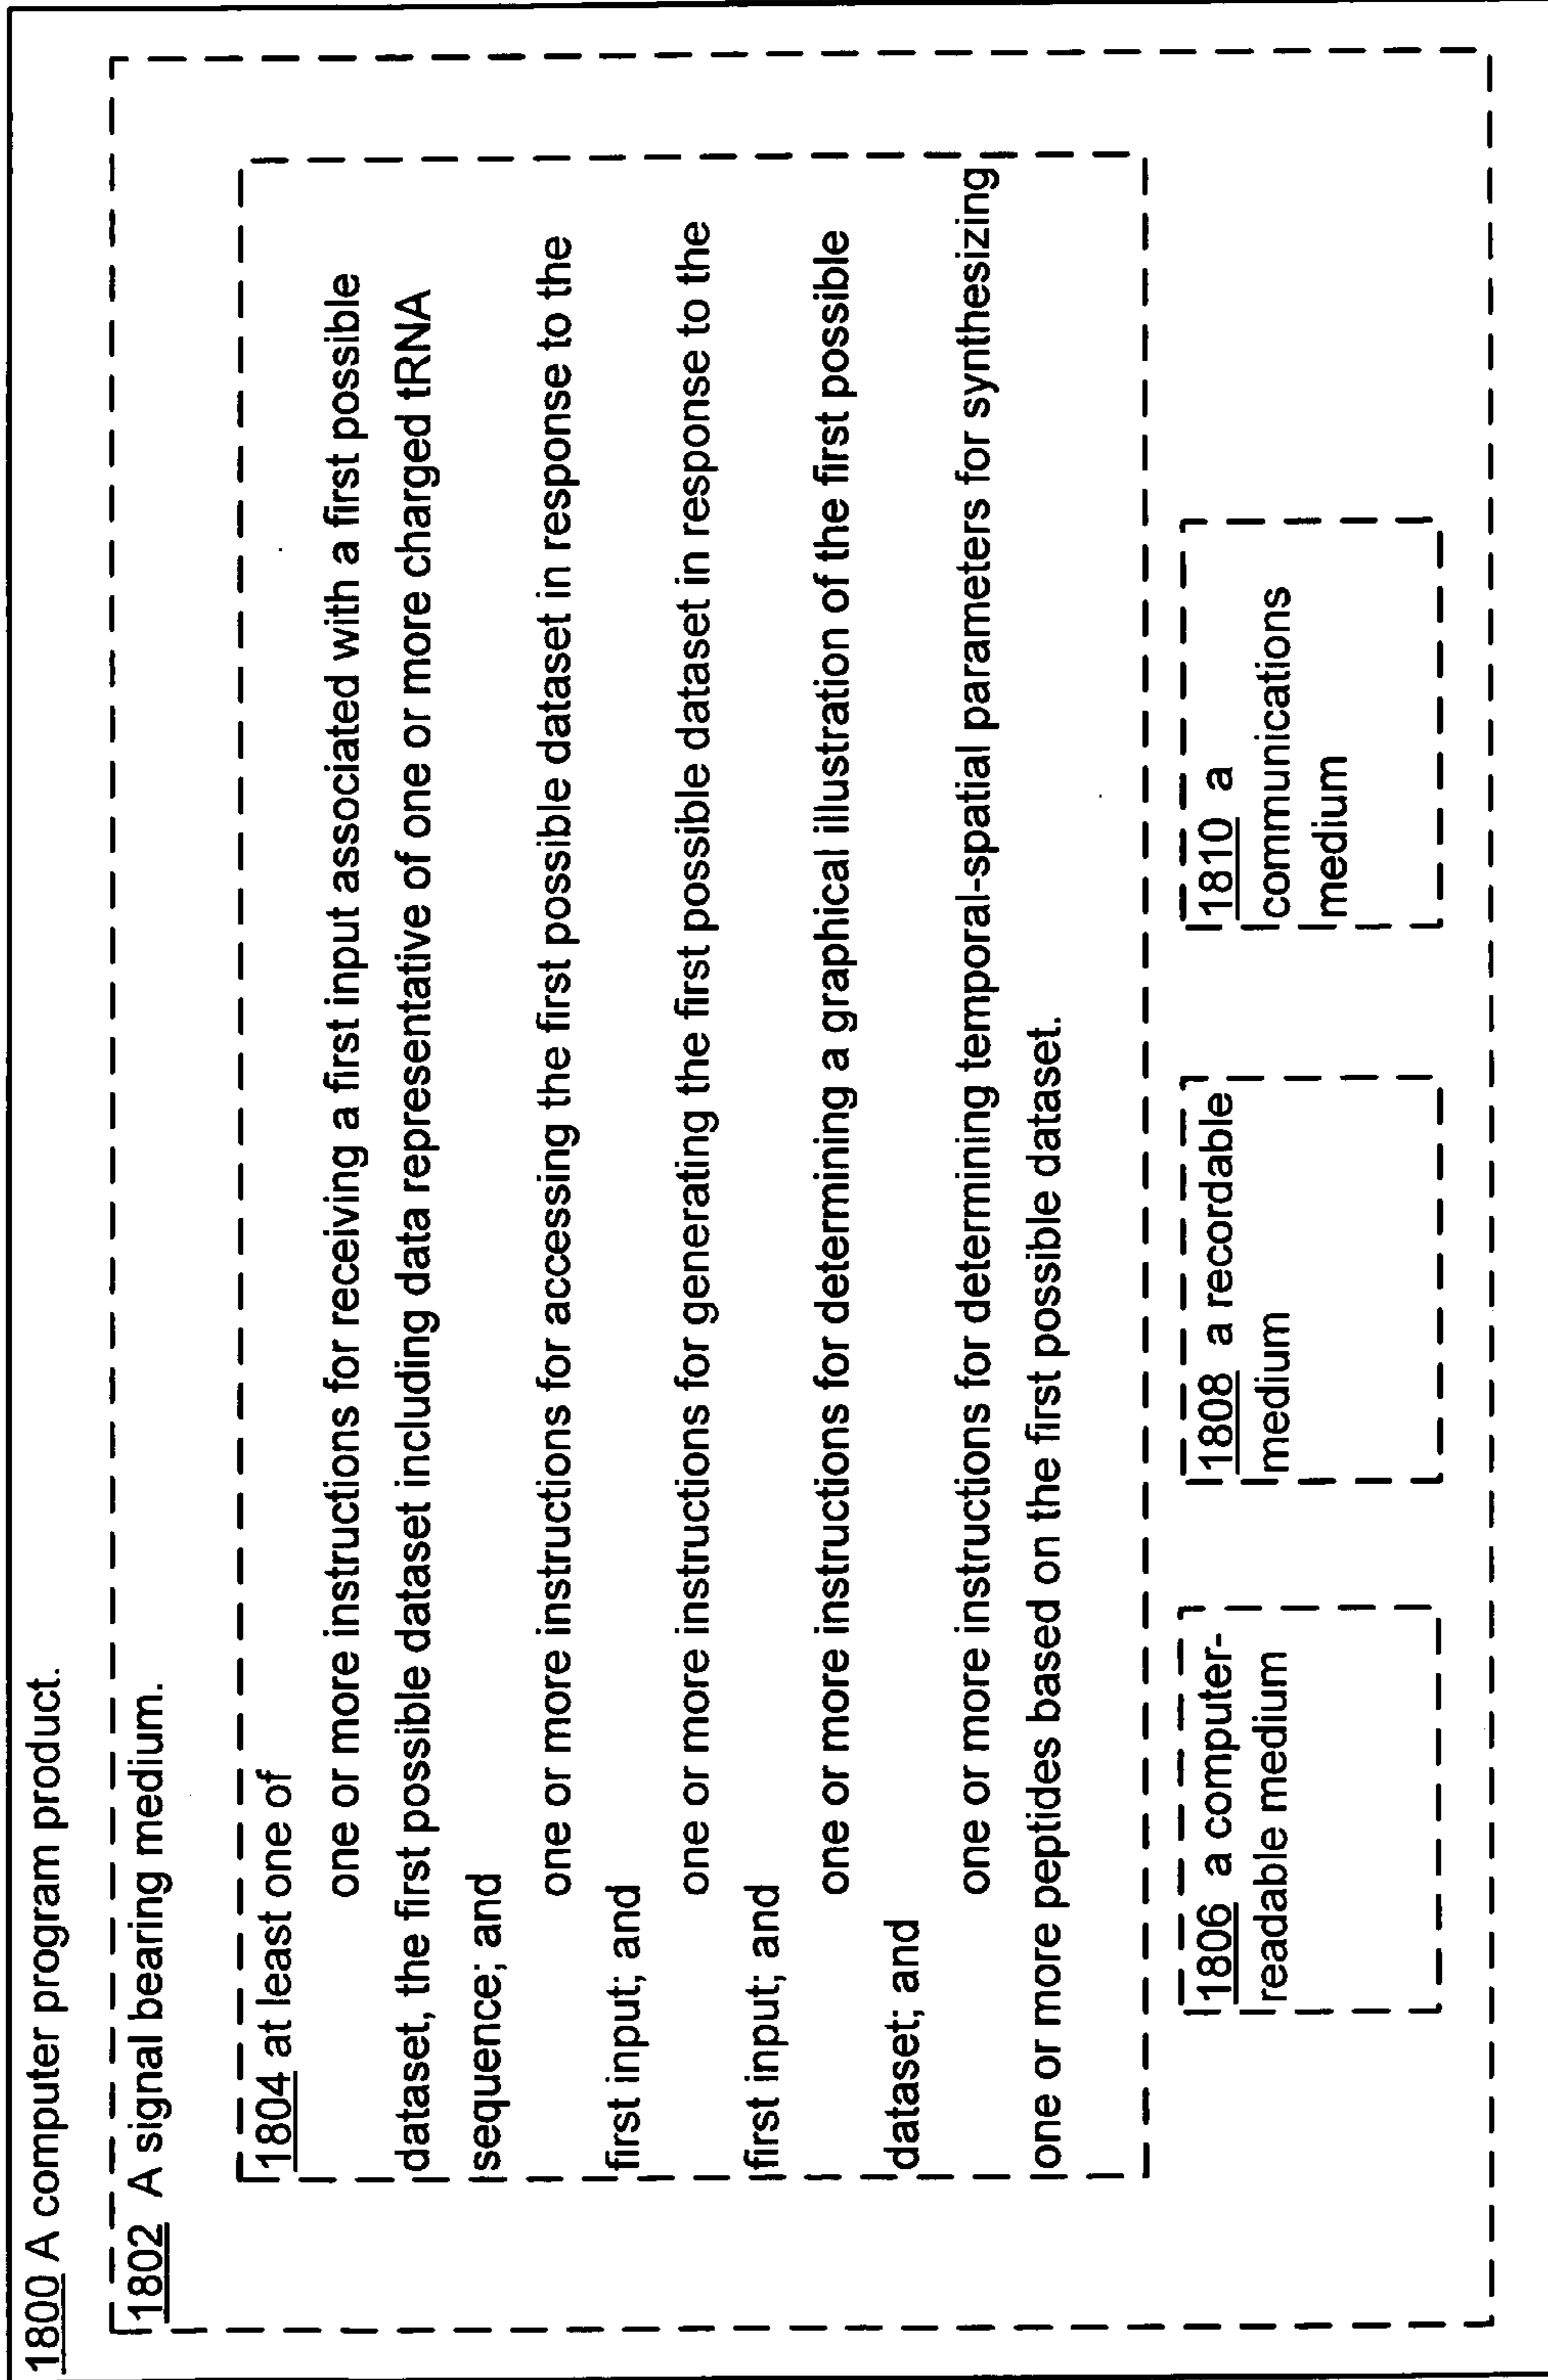 1800 A computer program product.
1802 A signal bearing medium.
1804 at least one of
one or more instructions for receiving a first input associated with a first possible
dataset, the first possible dataset including data representative of one or more charged tRNA
sequence; and
one or more instructions for accessing the first possible dataset in response to the
first input; and
one or more instructions for generating the first possible dataset in response to the
first input; and
one or more instructions for determining a graphical illustration of the first possible
dataset; and
one or more instructions for determining temporal-spatial parameters for synthesizing
one or more peptides based on the first possible dataset.
1806 a computer-
readable medium
1808 a recordable
medium
1810 a
communications
medium